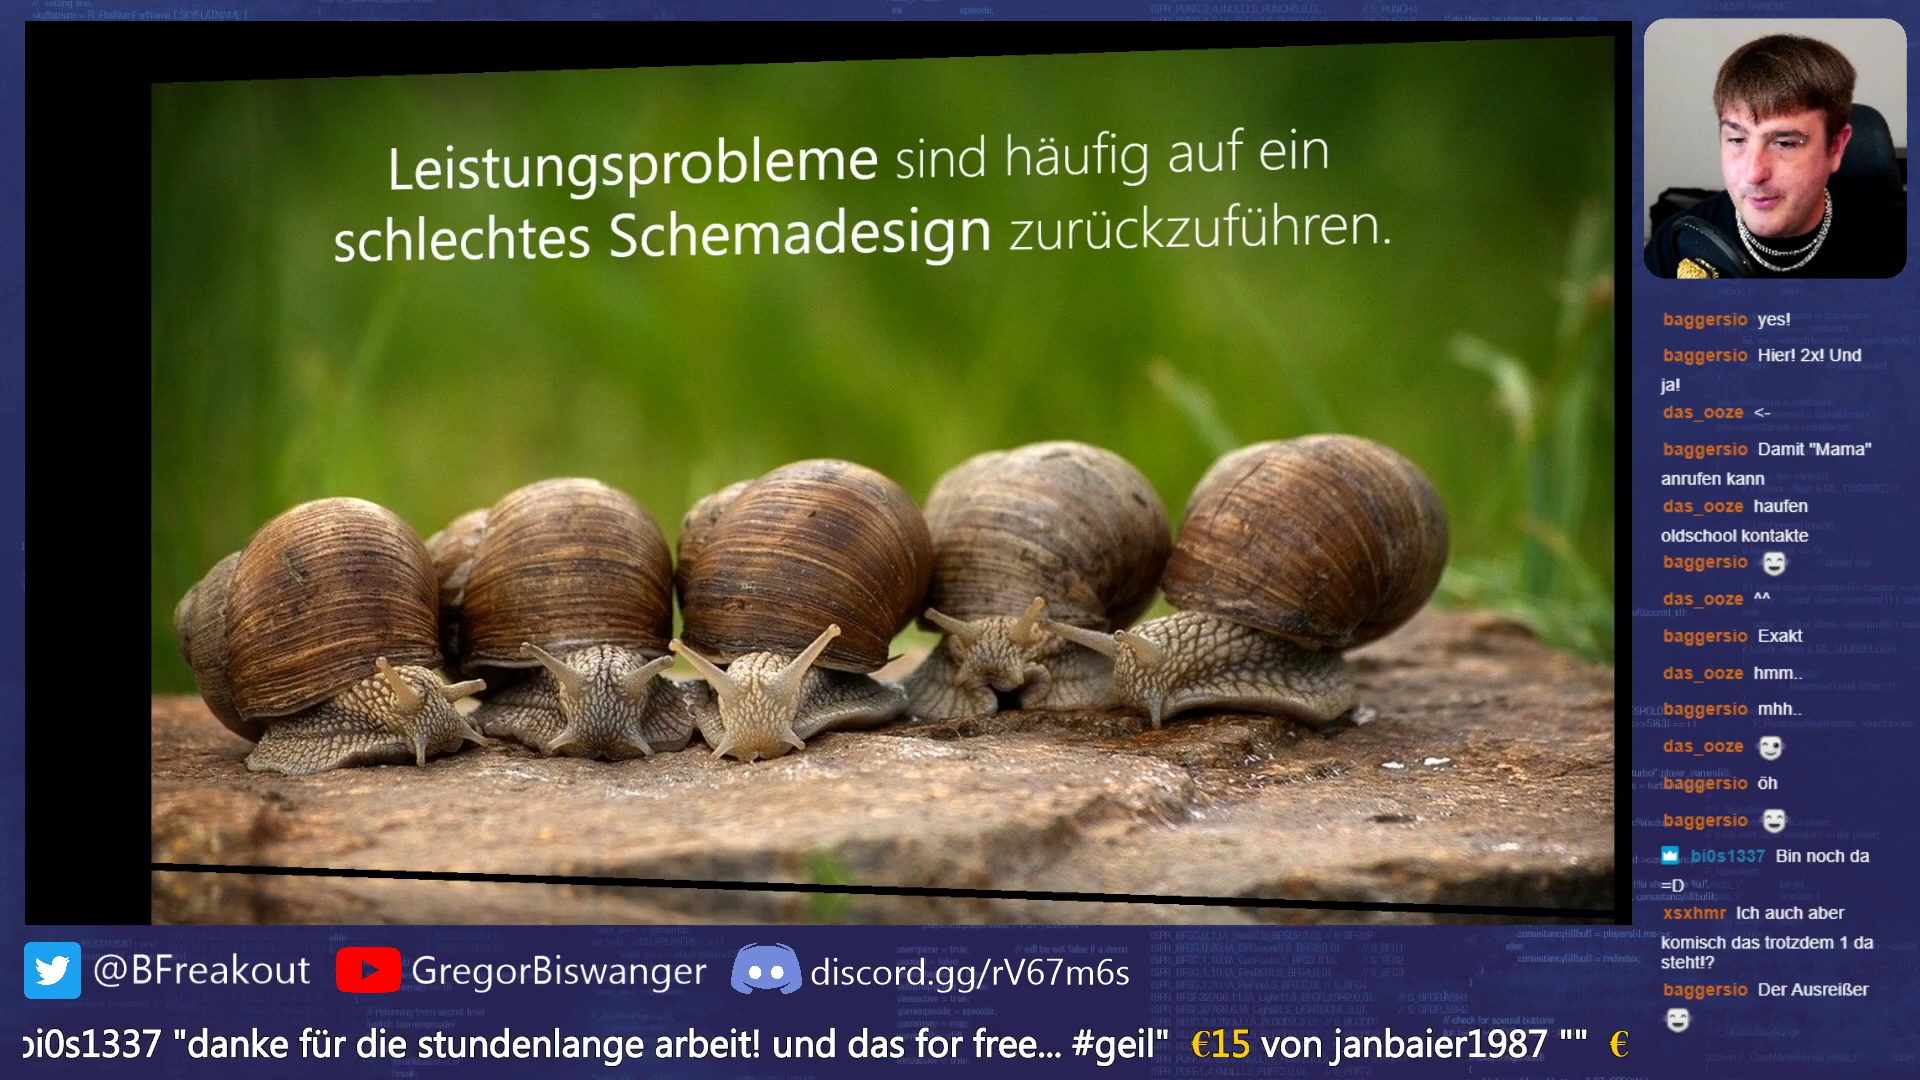 Leistungsprobleme sind häufig auf ein
schlechtes Schemadesign zurückzuführen.
baggersio yes!
baggersio Hier! 2x! Und
ja!
das_ooze <-
baggersio Damit "Mama"
anrufen kann
das_ooze haufen
oldschool kontakte
baggersio
das_ooze ^^
baggersio Exakt
das_ooze hmm..
baggersio mhh..
das_ooze
baggersio öh
baggersio
bi0s1337 Bin noch da
=D
xsxhmr Ich auch aber
komisch das trotzdem 1 da
steht!?
baggersio Der Ausreißer
@BFreakout GregorBiswanger discord.gg/rV67m6s
bi0s1337 "danke für die stundenlange arbeit! und das for free... #geil" €15 von janbaier1987 "" €